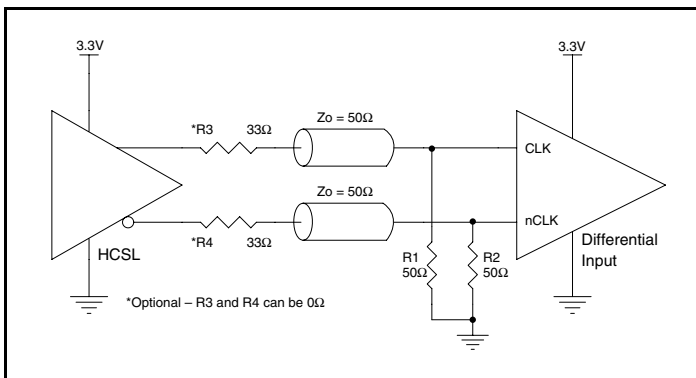 3.3V
3.3V
*R3 33Ω
Zo = 50Ω
CLK
Zo = 50Ω
nCLK
HCSL
*R4 33Ω
R1
50Ω
R2
50Ω
Differential
Input
*Optional – R3 and R4 can be 0Ω